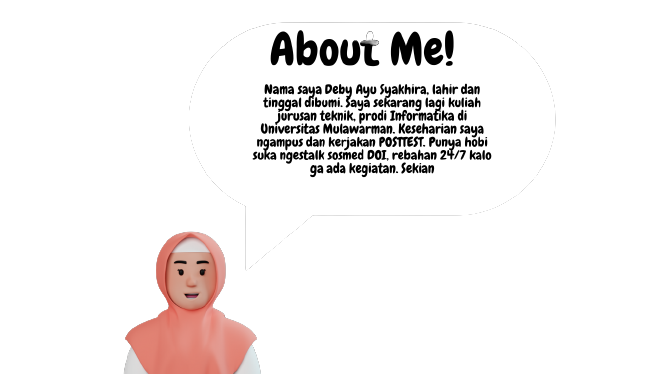 About Me!
Nama saya Deby Ayu Syakhira, lahir dan
tinggal dibumi. Saya sekarang lagi kuliah
jurusan teknik, prodi Informatika di
Universitas Mulawarman. Keseharian saya
ngampus dan kerjakan POSTTEST. Punya hobi
suka ngestalk sosmed DOI, rebahan 24/7 kalo
ga ada kegiatan. Sekian